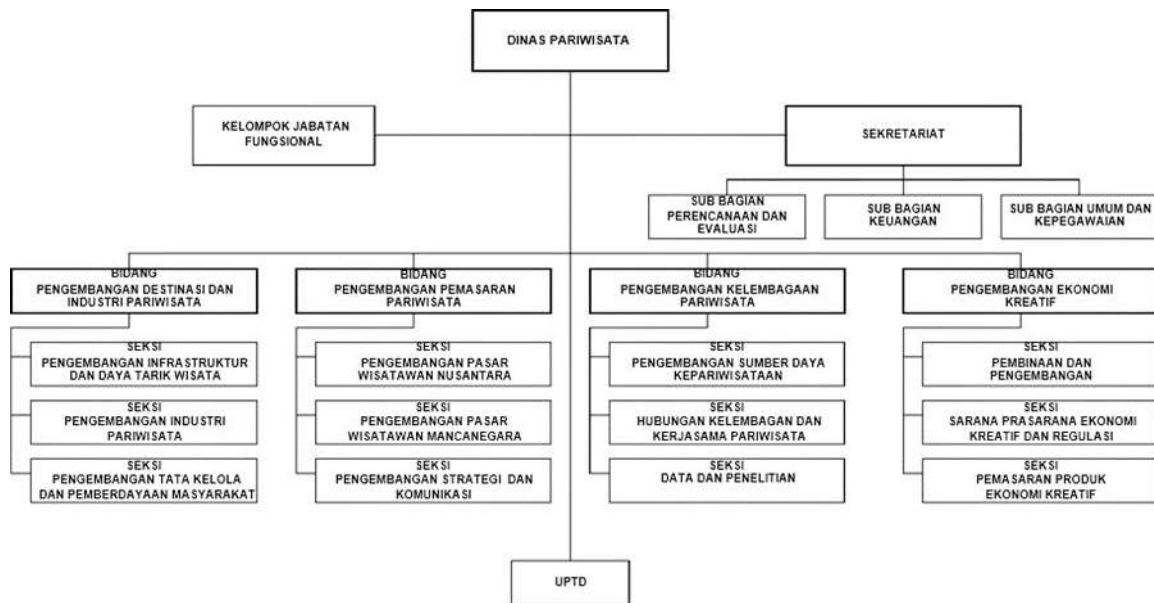 DINAS PARIWISATA
KELOMPOK JABATAN
FUNGSIONAL
SEKRETARIAT
SUB BAGIAN
PERENCANAAN DAN
EVALUASI
SUB BAGIAN
KEUANGAN
SUB BAGIAN UMUM DAN
KEPEGAWAIAN
BIDANG
PENGEMBANGAN DESTINASI DAN
INDUSTRI PARIWISATA
SEKSI
PENGEMBANGAN INFRASTRUKTUR
DAN DAYA TARIK WISATA
SEKSI
PENGEMBANGAN INDUSTRI
PARIWISATA
SEKSI
PENGEMBANGAN TATA KELOLA
DAN PEMBERDAYAAN MASYARAKAT
BIDANG
PENGEMBANGAN PEMASARAN
PARIWISATA
SEKSI
PENGEMBANGAN PASAR
WISATAWAN NUSANTARA
SEKSI
PENGEMBANGAN PASAR
WISATAWAN MANCANEGARA
SEKSI
PENGEMBANGAN STRATEGI DAN
KOMUNIKASI
BIDANG
PENGEMBANGAN KELEMBAGAAN
PARIWISATA
SEKSI
PENGEMBANGAN SUMBER DAYA
KEPARIWISATAAN
SEKSI
HUBUNGAN KELEMBAGAN DAN
KERJASAMA PARIWISATA
SEKSI
DATA DAN PENELITIAN
BIDANG
PENGEMBANGAN EKONOMI
KREATIF
SEKSI
PEMBINAAN DAN
PENGEMBANGAN
SEKSI
SARANA PRASARANA EKONOMI
KREATIF DAN REGULASI
SEKSI
PEMASARAN PRODUK
EKONOMI KREATIF
UPTD